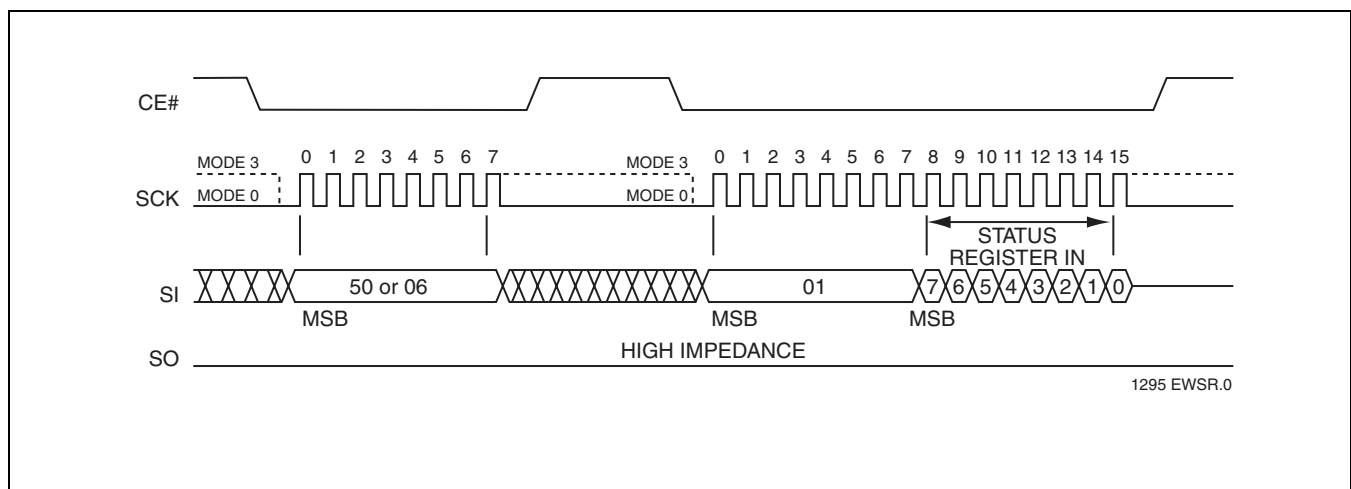 CE#
MODE 3 0 1 2 3 4 5 6 7 MODE 3 0 1 2 3 4 5 6 7 8 9 10 11 12 13 14 15
SCK MODE 0 MODE 0
STATUS
REGISTER IN
SI 50 or 06 01 7 6 5 4 3 2 1 0
MSB MSB MSB
SO HIGH IMPEDANCE
1295 EWSR.0